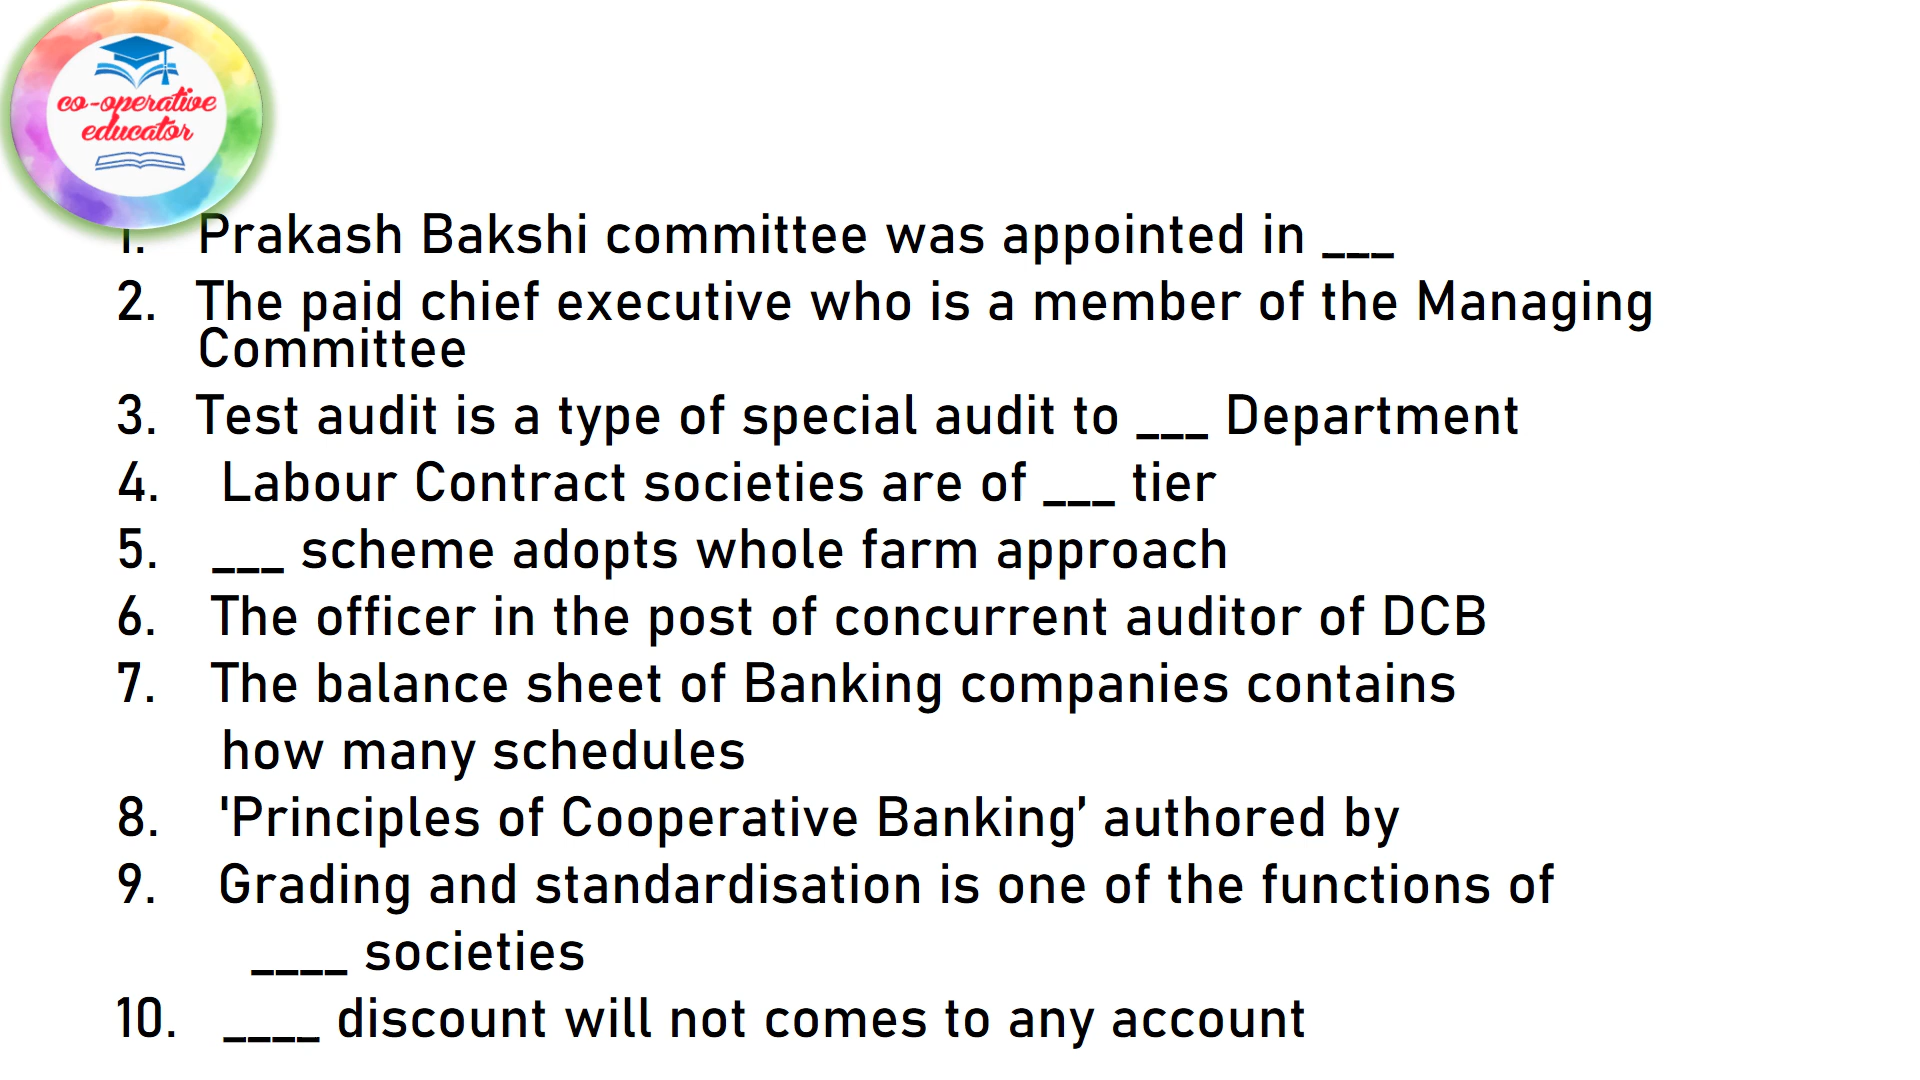 co-operative
educator
1. Prakash Bakshi committee was appointed in ___
2. The paid chief executive who is a member of the Managing
Committee
3. Test audit is a type of special audit to ___ Department
4. Labour Contract societies are of ___ tier
5. ___ scheme adopts whole farm approach
6. The officer in the post of concurrent auditor of DCB
7. The balance sheet of Banking companies contains
how many schedules
8. 'Principles of Cooperative Banking’ authored by
9. Grading and standardisation is one of the functions of
____ societies
10. ____ discount will not comes to any account